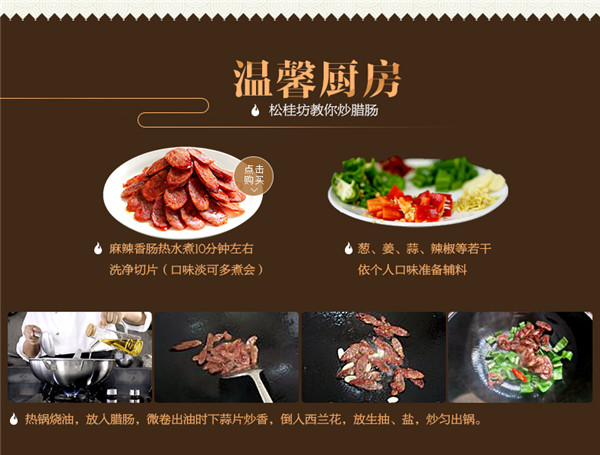 温馨厨房
松桂坊教你炒腊肠
点击
购买
麻辣香肠热水煮10分钟左右
洗净切片（口味淡可多煮会）
葱、姜、蒜、辣椒等若干
依个人口味准备辅料
热锅烧油，放入腊肠，微卷出油时下蒜片炒香，倒入西兰花，放生抽、盐，炒匀出锅。